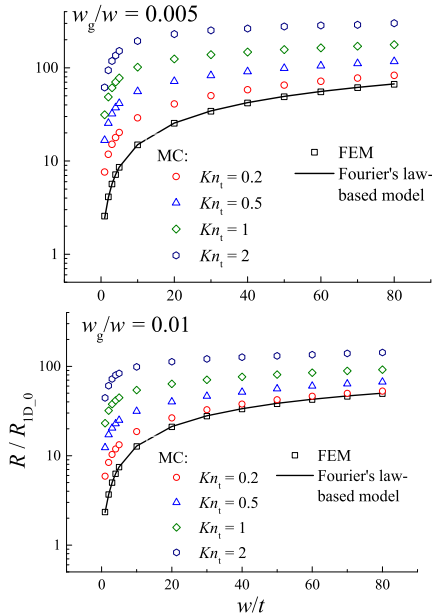 w_g/w = 0.005
100
10
1
MC:
Kn_t = 0.2
Kn_t = 0.5
Kn_t = 1
Kn_t = 2
FEM
Fourier's law-
based model
0 20 40 60 80
w_g/w = 0.01
R / R_1D_0
100
10
1
MC:
Kn_t = 0.2
Kn_t = 0.5
Kn_t = 1
Kn_t = 2
FEM
Fourier's law-
based model
0 20 40 60 80
w/t